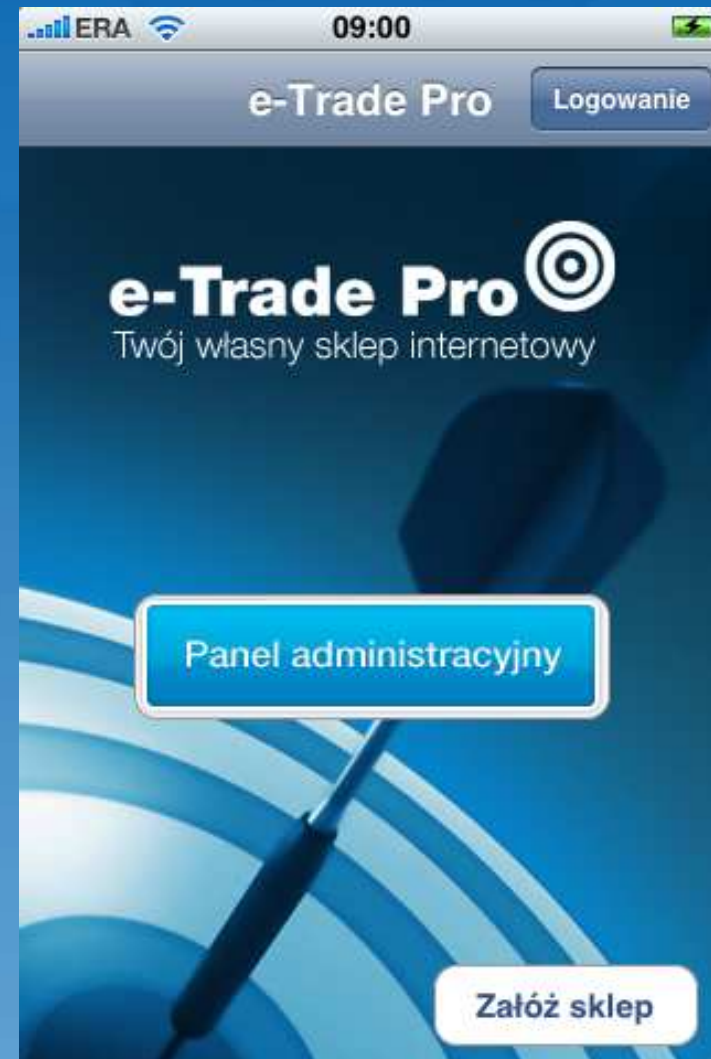 ERA 09:00
e-Trade Pro Logowanie
e-Trade Pro
Twój własny sklep internetowy
Panel administracyjny
Załóż sklep